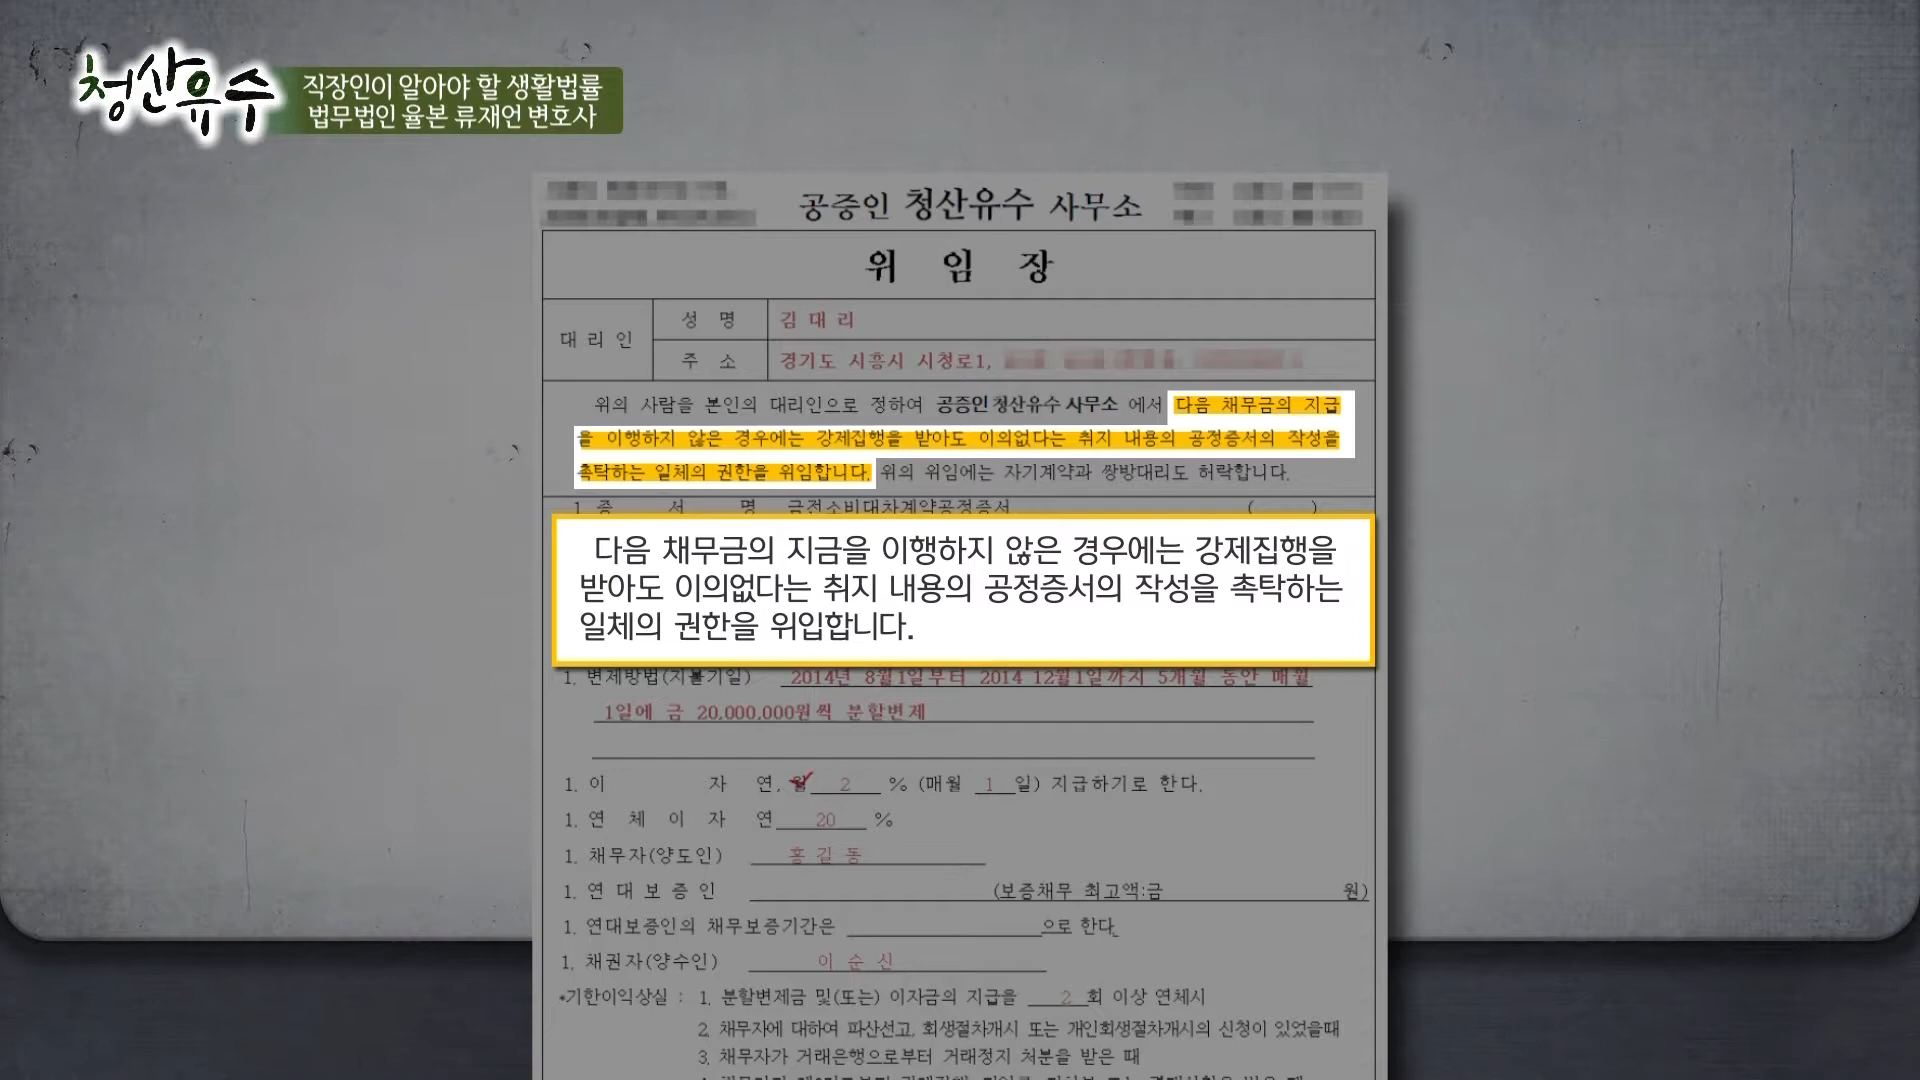 청산유수
직장인이 알아야 할 생활법률
법무법인 율본 류재언 변호사
공증인 청산유수 사무소
위 임 장
대 리 인
성 명
김 대 리
주 소
경기도 시흥시 시청로1,
위의 사람을 본인의 대리인으로 정하여 공증인 청산유수 사무소 에서 다음 채무금의 지급
을 이행하지 않은 경우에는 강제집행을 받아도 이의없다는 취지 내용의 공정증서의 작성을
촉탁하는 일체의 권한을 위임합니다. 위의 위임에는 자기계약과 쌍방대리도 허락합니다.
1 증 서 명 금전소비대차계약공정증서 ( )
다음 채무금의 지금을 이행하지 않은 경우에는 강제집행을
받아도 이의없다는 취지 내용의 공정증서의 작성을 촉탁하는
일체의 권한을 위입합니다.
1. 변제방법(지불기일) 2014년 8월1일부터 2014 12월1일까지 5개월 동안 매월
1일에 금 20,000,000원씩 분할변제
1. 이 자 연, 월 2 % (매월 1 일) 지급하기로 한다.
1. 연 체 이 자 연 20 %
1. 채무자(양도인) 홍 길 동
1. 연 대 보 증 인 (보증채무 최고액:금 원)
1. 연대보증인의 채무보증기간은 으로 한다.
1. 채권자(양수인) 이 순 신
*기한이익상실 : 1. 분할변제금 및(또는) 이자금의 지급을 2 회 이상 연체시
2. 채무자에 대하여 파산선고, 회생절차개시 또는 개인회생절차개시의 신청이 있었을때
3. 채무자가 거래은행으로부터 거래정지 처분을 받은 때